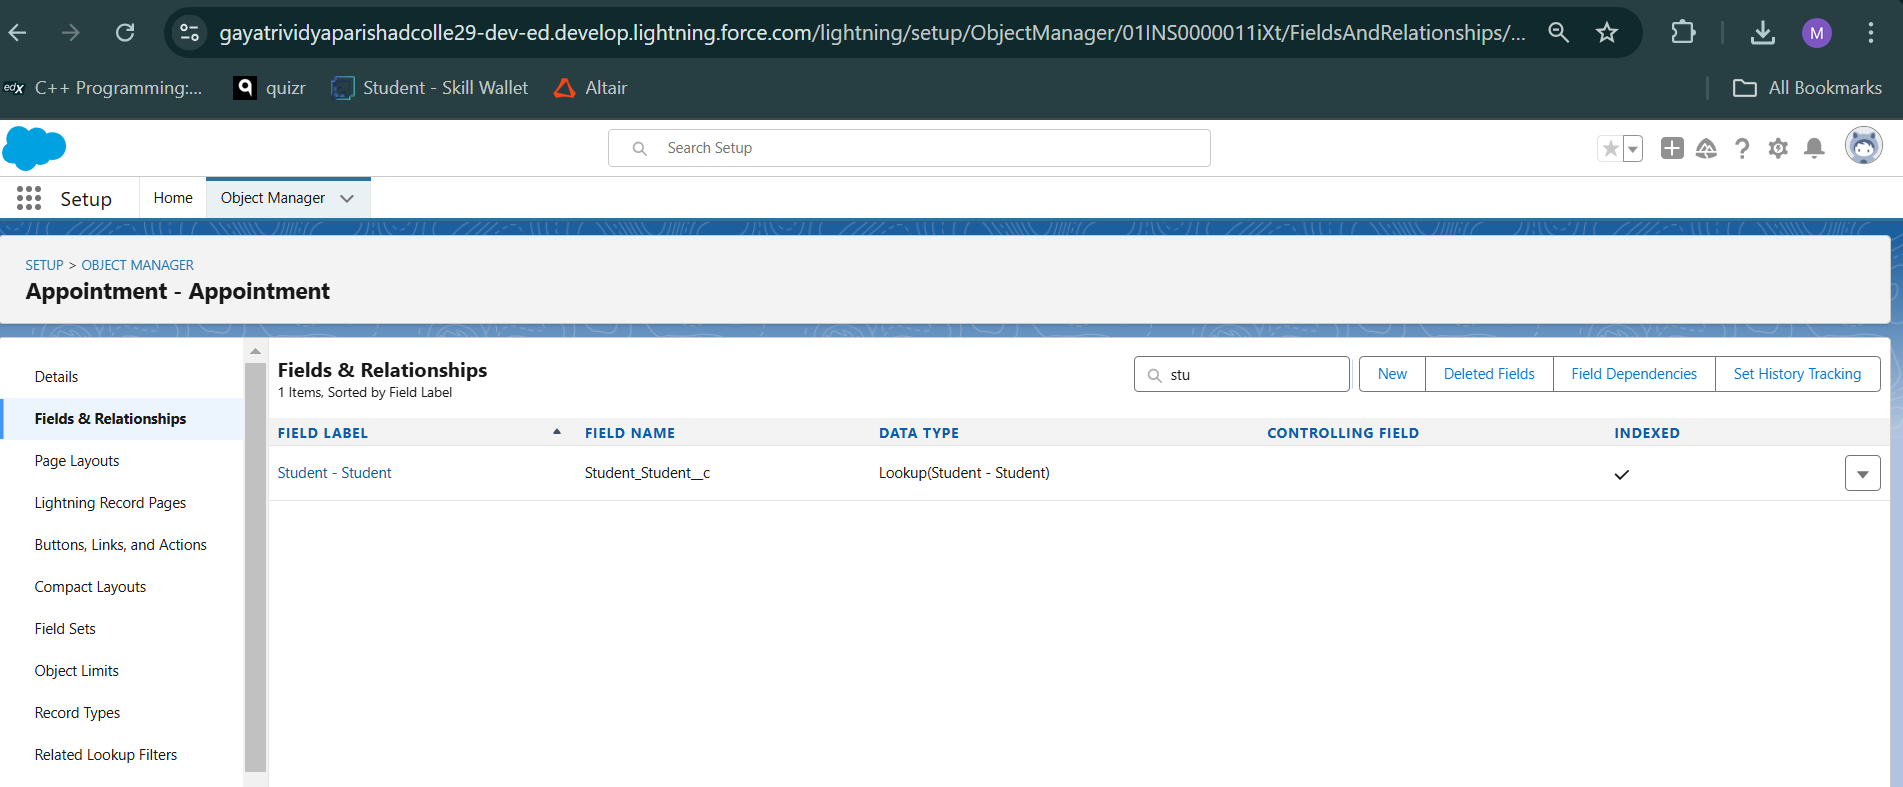 gayatrividyaparishadcolle29-dev-ed.develop.lightning.force.com/lightning/setup/ObjectManager/01INS0000011iXt/FieldsAndRelationships/...
M
edX C++ Programming:...
quizr
Student - Skill Wallet
Altair
All Bookmarks
Search Setup
Setup
Home
Object Manager
SETUP > OBJECT MANAGER
Appointment - Appointment
Details
Fields & Relationships
Page Layouts
Lightning Record Pages
Buttons, Links, and Actions
Compact Layouts
Field Sets
Object Limits
Record Types
Related Lookup Filters
Fields & Relationships
1 Items, Sorted by Field Label
stu
New
Deleted Fields
Field Dependencies
Set History Tracking
FIELD LABEL FIELD NAME DATA TYPE CONTROLLING FIELD INDEXED
Student - Student Student_Student__c Lookup(Student - Student)